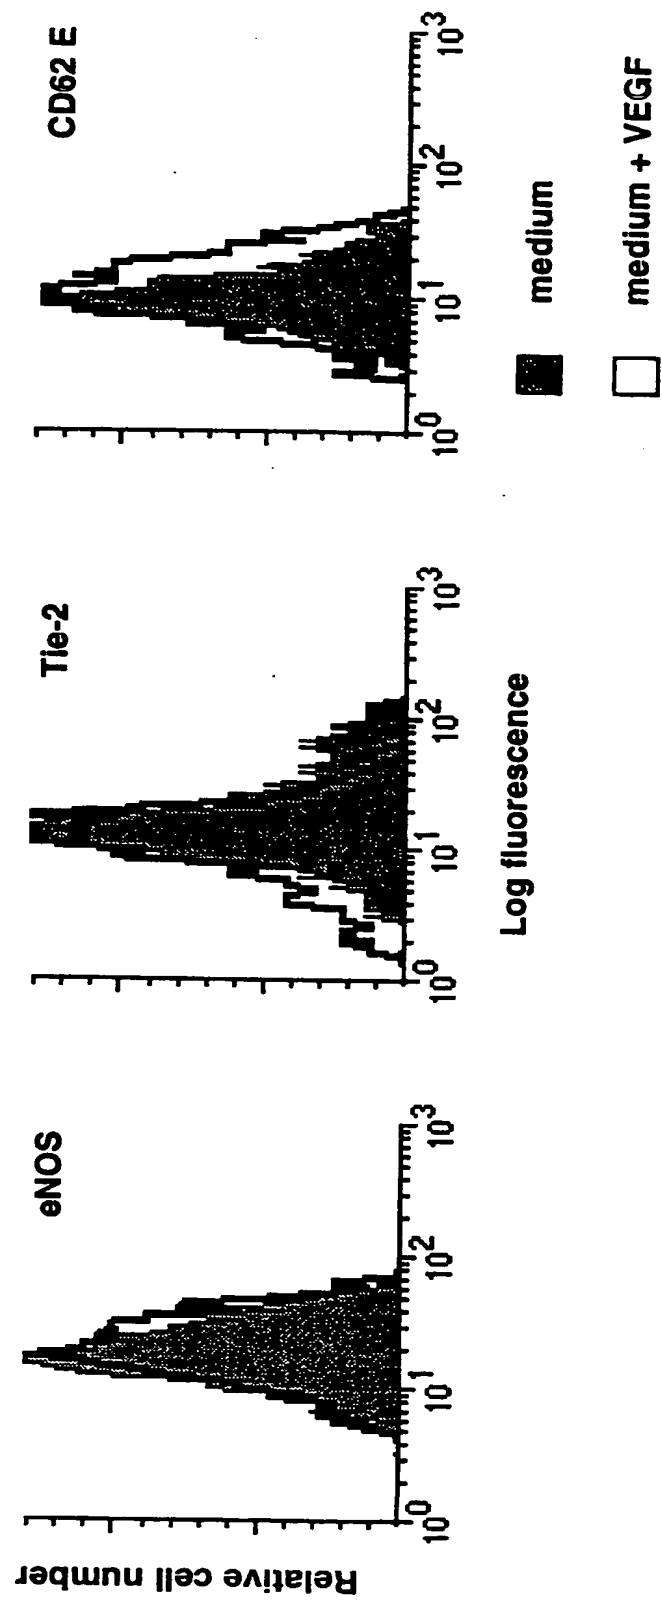 eNOS
Tie-2
CD62 E
Relative cell number
10⁰ 10¹ 10² 10³
10⁰ 10¹ 10² 10³
10⁰ 10¹ 10² 10³
Log fluorescence
medium
medium + VEGF